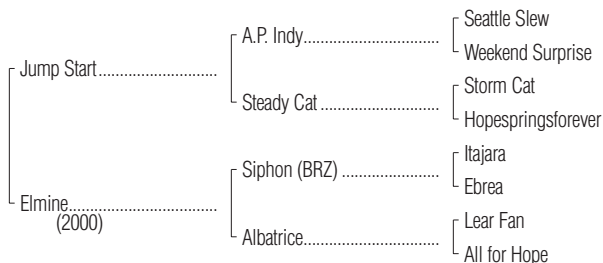 Seattle Slew
A.P. Indy
Weekend Surprise
Jump Start
Storm Cat
Steady Cat
Hopespringsforever
Itajara
Siphon (BRZ)
Ebrea
Elmine
(2000)
Lear Fan
Albatrice
All for Hope